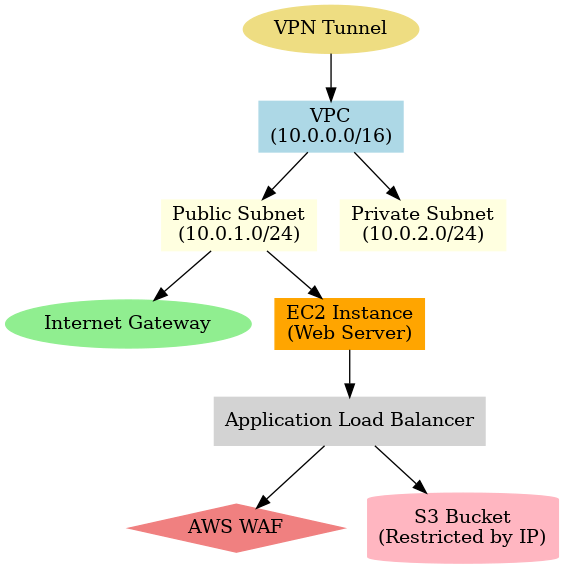 VPN Tunnel
VPC
(10.0.0.0/16)
Public Subnet
(10.0.1.0/24)
Private Subnet
(10.0.2.0/24)
Internet Gateway
EC2 Instance
(Web Server)
Application Load Balancer
AWS WAF
S3 Bucket
(Restricted by IP)